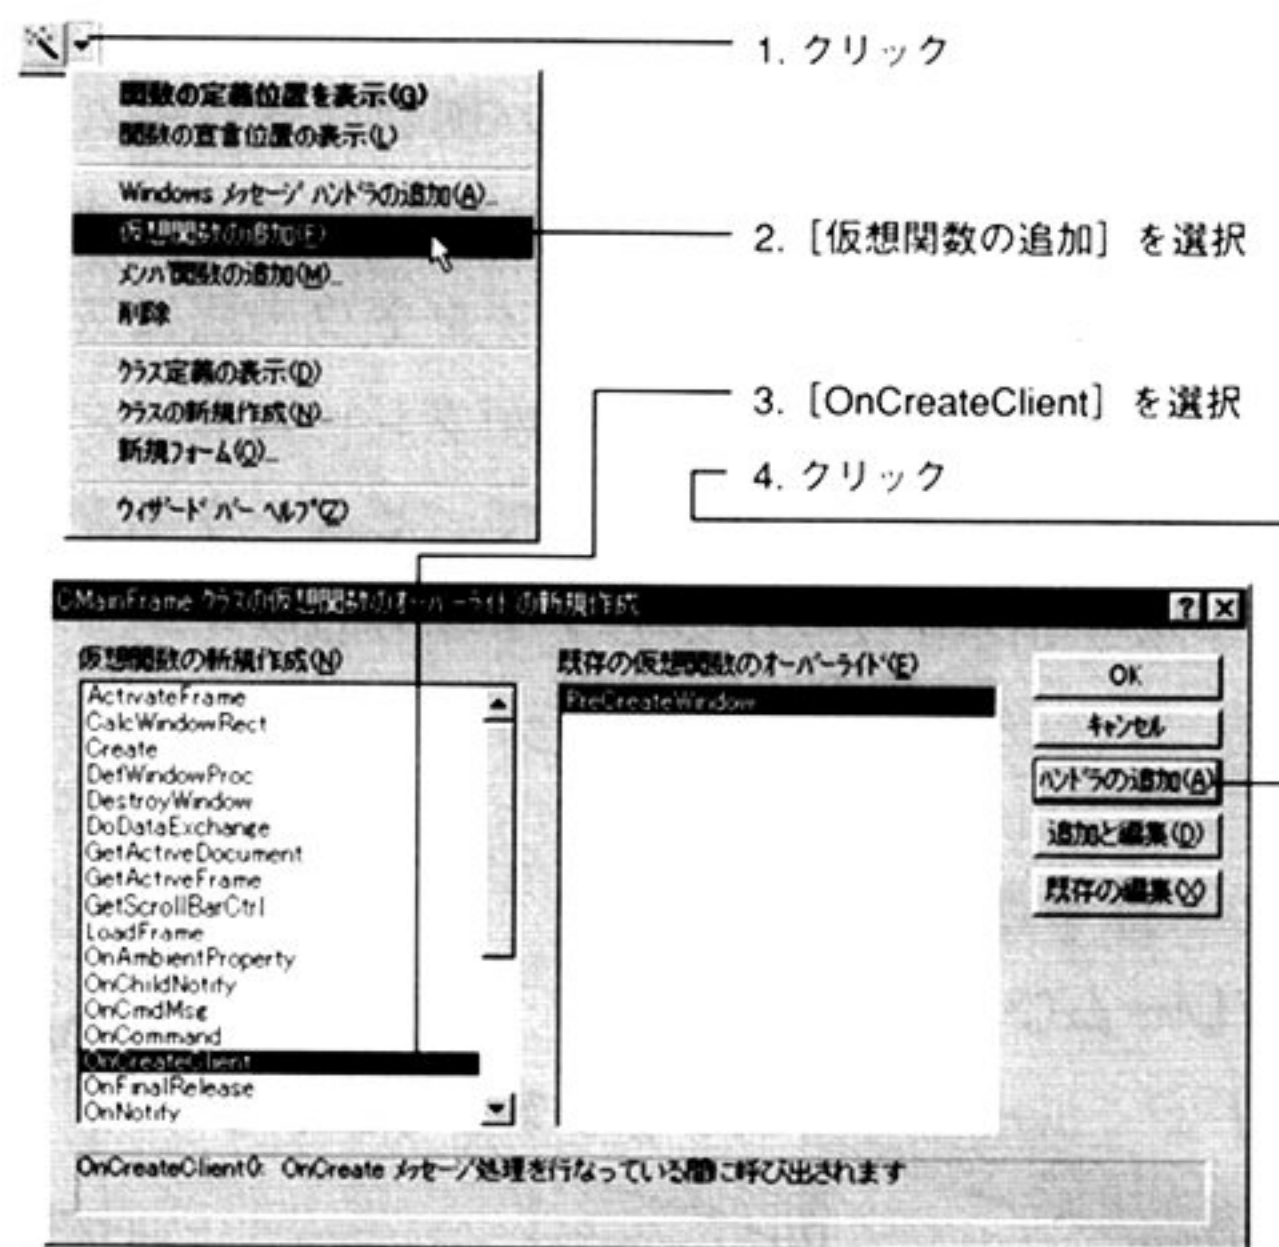 1. クリック
関数の定義位置を表示(G)
関数の宣言位置の表示(L)
Windows メッセージ ハンドラの追加(A)...
仮想関数の追加(F)...
2. [仮想関数の追加] を選択
メンバ関数の追加(M)...
削除
クラス定義の表示(D)
クラスの新規作成(N)...
新規フォーム(O)...
ウィザード バー ヘルプ(Z)
3. [OnCreateClient] を選択
4. クリック
CMainFrame クラスの仮想関数のオーバーライドの新規作成
仮想関数の新規作成(N)
ActivateFrame
CalcWindowRect
Create
DefWindowProc
DestroyWindow
DoDataExchange
GetActiveDocument
GetActiveFrame
GetScrollBarCtrl
LoadFrame
OnAmbientProperty
OnChildNotify
OnCmdMsg
OnCommand
OnCreateClient
OnFinalRelease
OnNotify
既存の仮想関数のオーバーライド(E)
PreCreateWindow
OK
キャンセル
ハンドラの追加(A)
追加と編集(D)
既存の編集(X)
OnCreateClient(): OnCreate メッセージ処理を行なっている間に呼び出されます